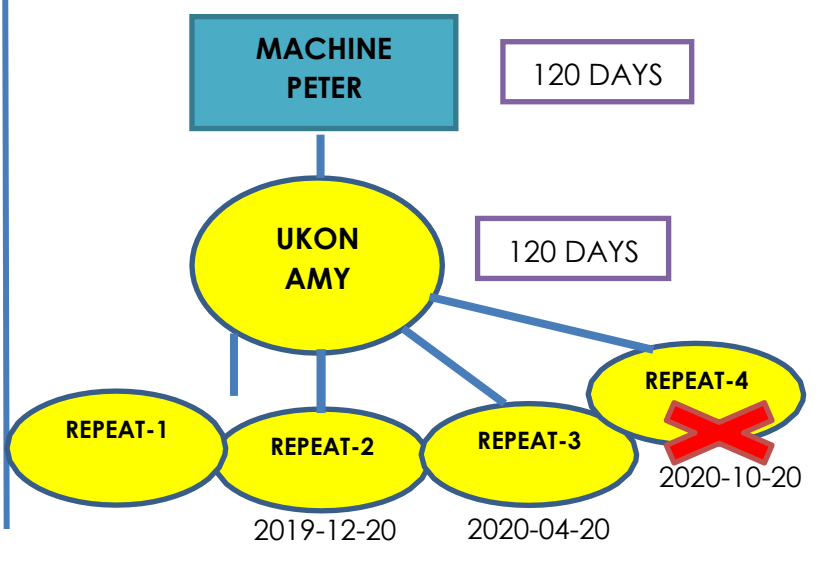 MACHINE
PETER
120 DAYS
UKON
AMY
120 DAYS
REPEAT-1
REPEAT-2
REPEAT-3
REPEAT-4
2019-12-20
2020-04-20
2020-10-20